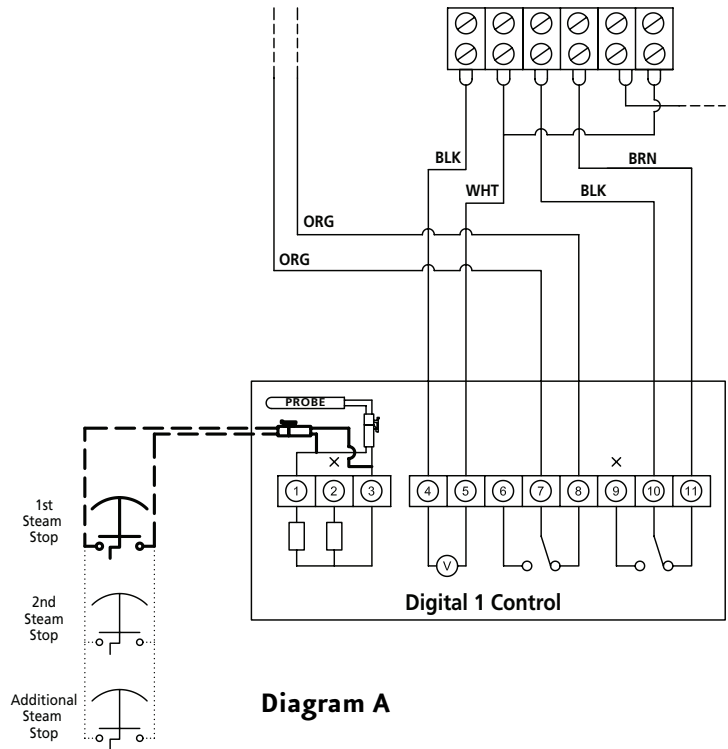 BLK
BRN
WHT
BLK
ORG
ORG
PROBE
×
×
1 2 3 4 5 6 7 8 9 10 11
V
1st
Steam
Stop
Digital 1 Control
2nd
Steam
Stop
Additional
Steam
Stop
Diagram A